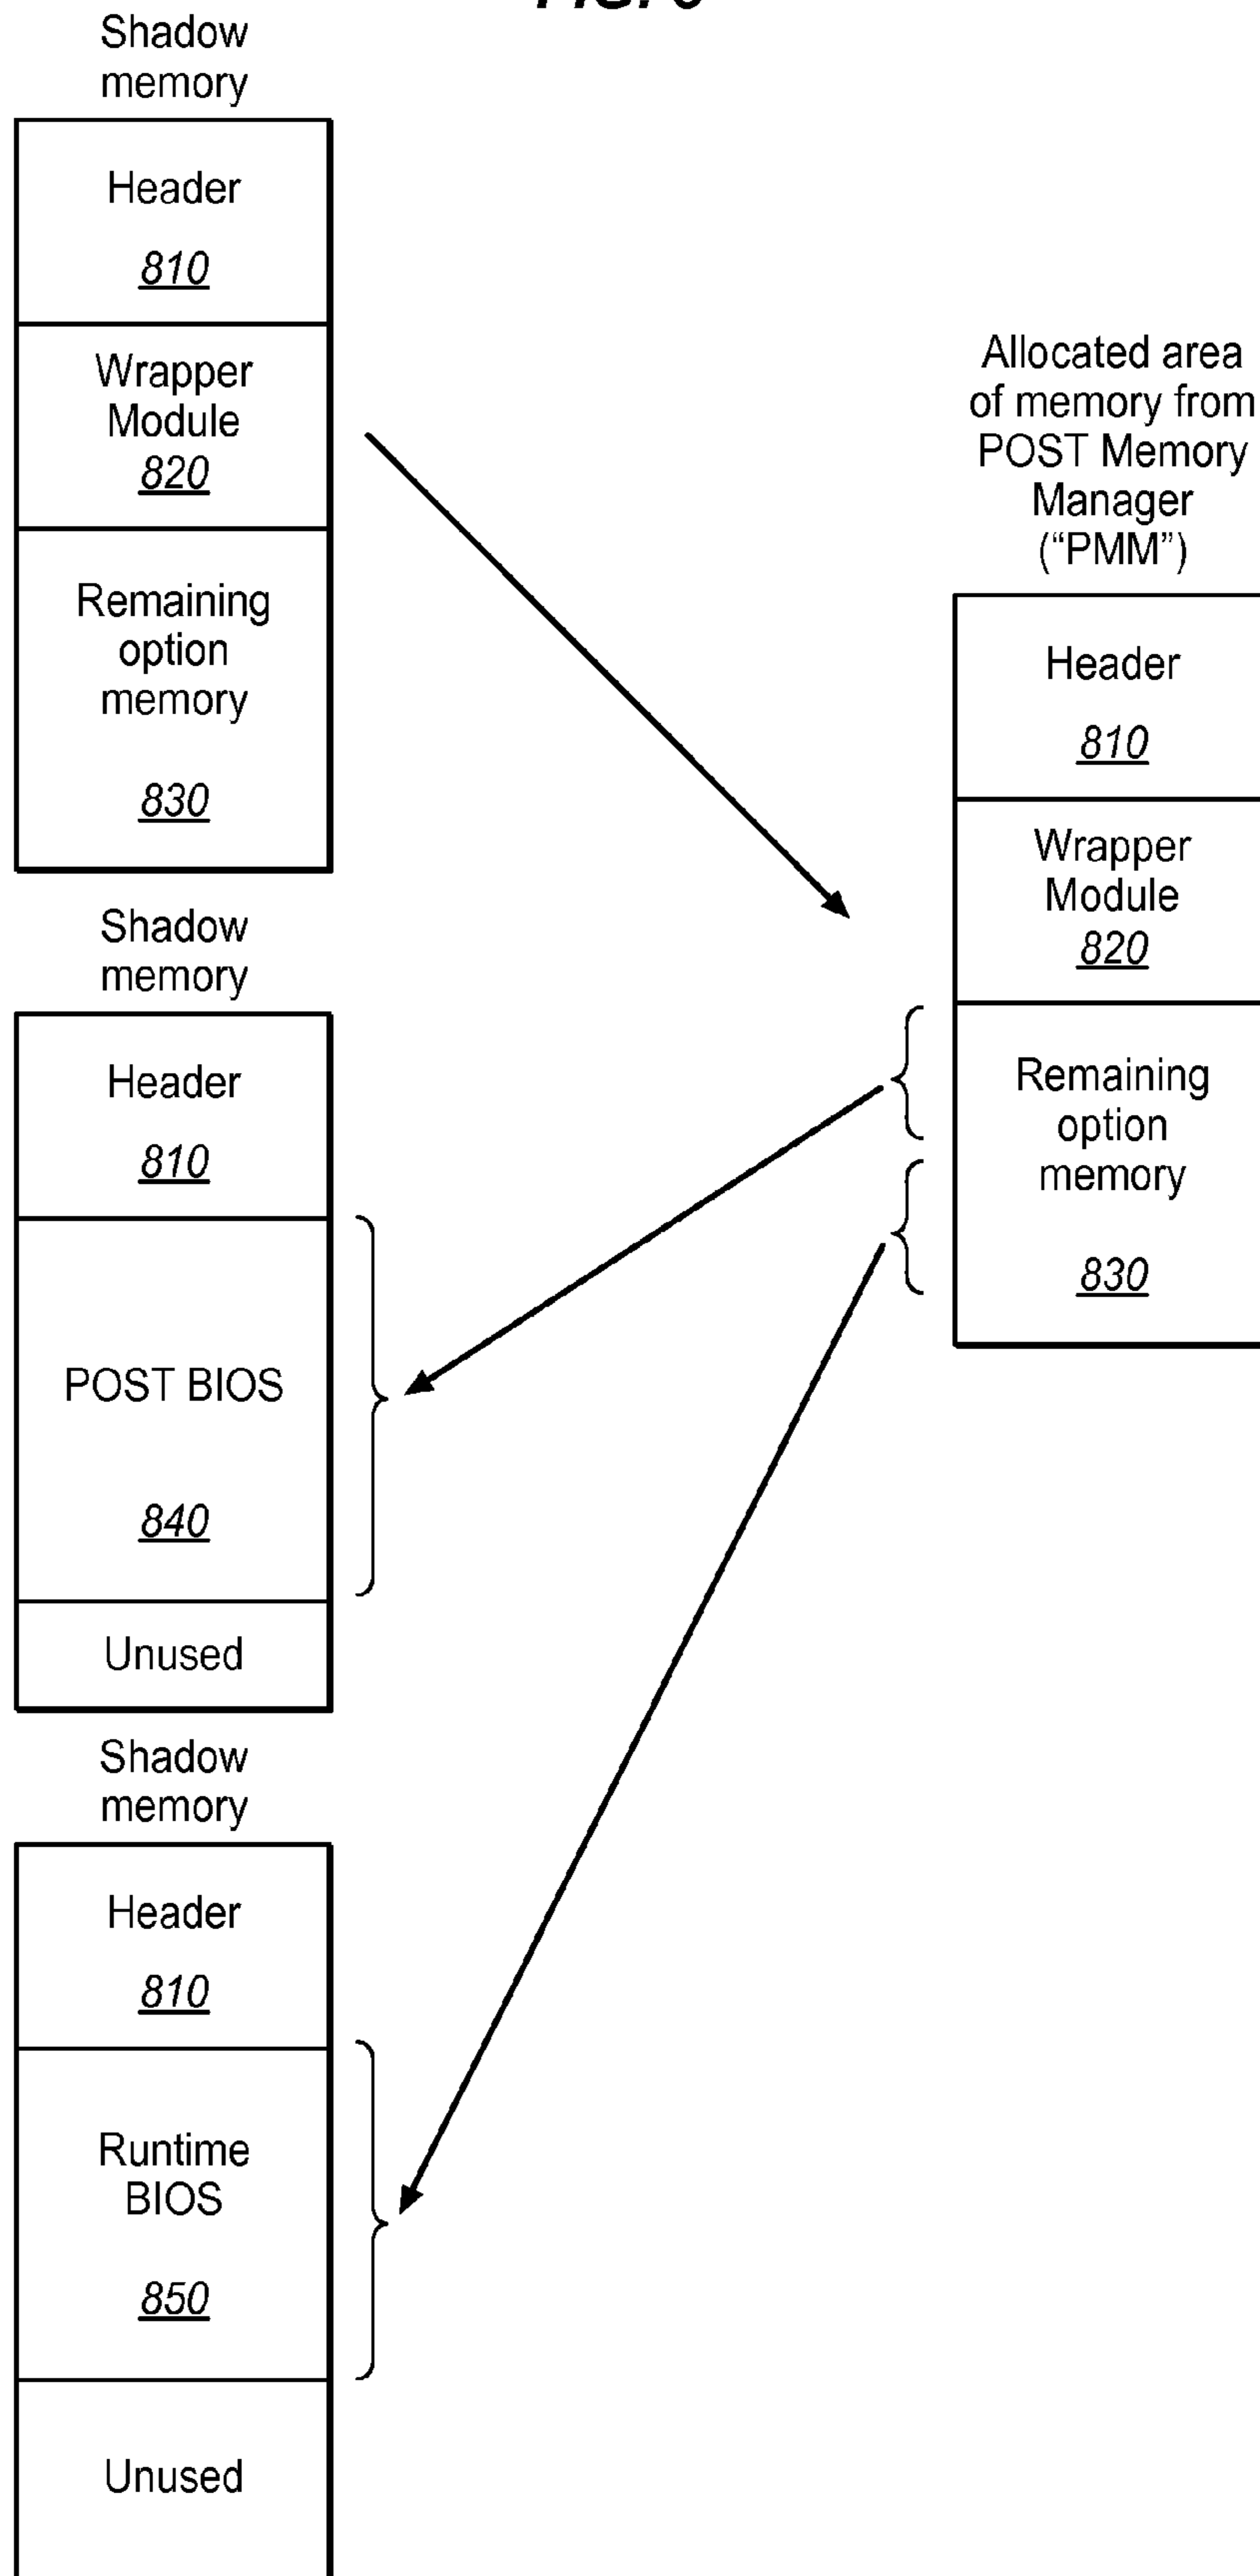 Shadow
memory
Header
810
Wrapper
Module
820
Remaining
option
memory
830
Allocated area
of memory from
POST Memory
Manager
(“PMM”)
Header
810
Wrapper
Module
820
Remaining
option
memory
830
Shadow
memory
Header
810
POST BIOS
840
Unused
Shadow
memory
Header
810
Runtime
BIOS
850
Unused